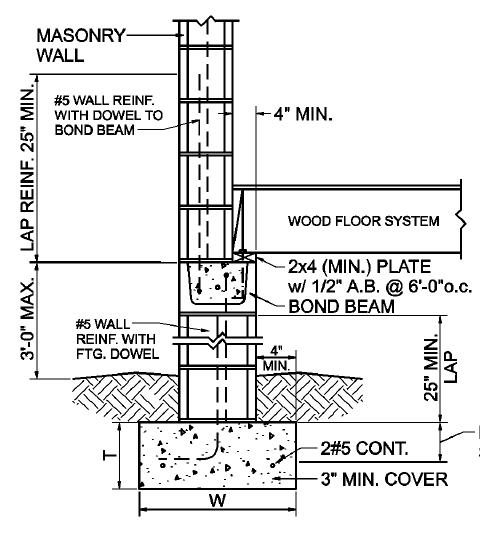 MASONRY
WALL
#5 WALL REINF.
WITH DOWEL TO
BOND BEAM
4" MIN.
LAP REINF. 25" MIN.
WOOD FLOOR SYSTEM
2x4 (MIN.) PLATE
w/ 1/2" A.B. @ 6'-0"o.c.
BOND BEAM
3'-0" MAX.
#5 WALL
REINF. WITH
FTG. DOWEL
4"
MIN.
25" MIN.
LAP
T
2#5 CONT.
3" MIN. COVER
W